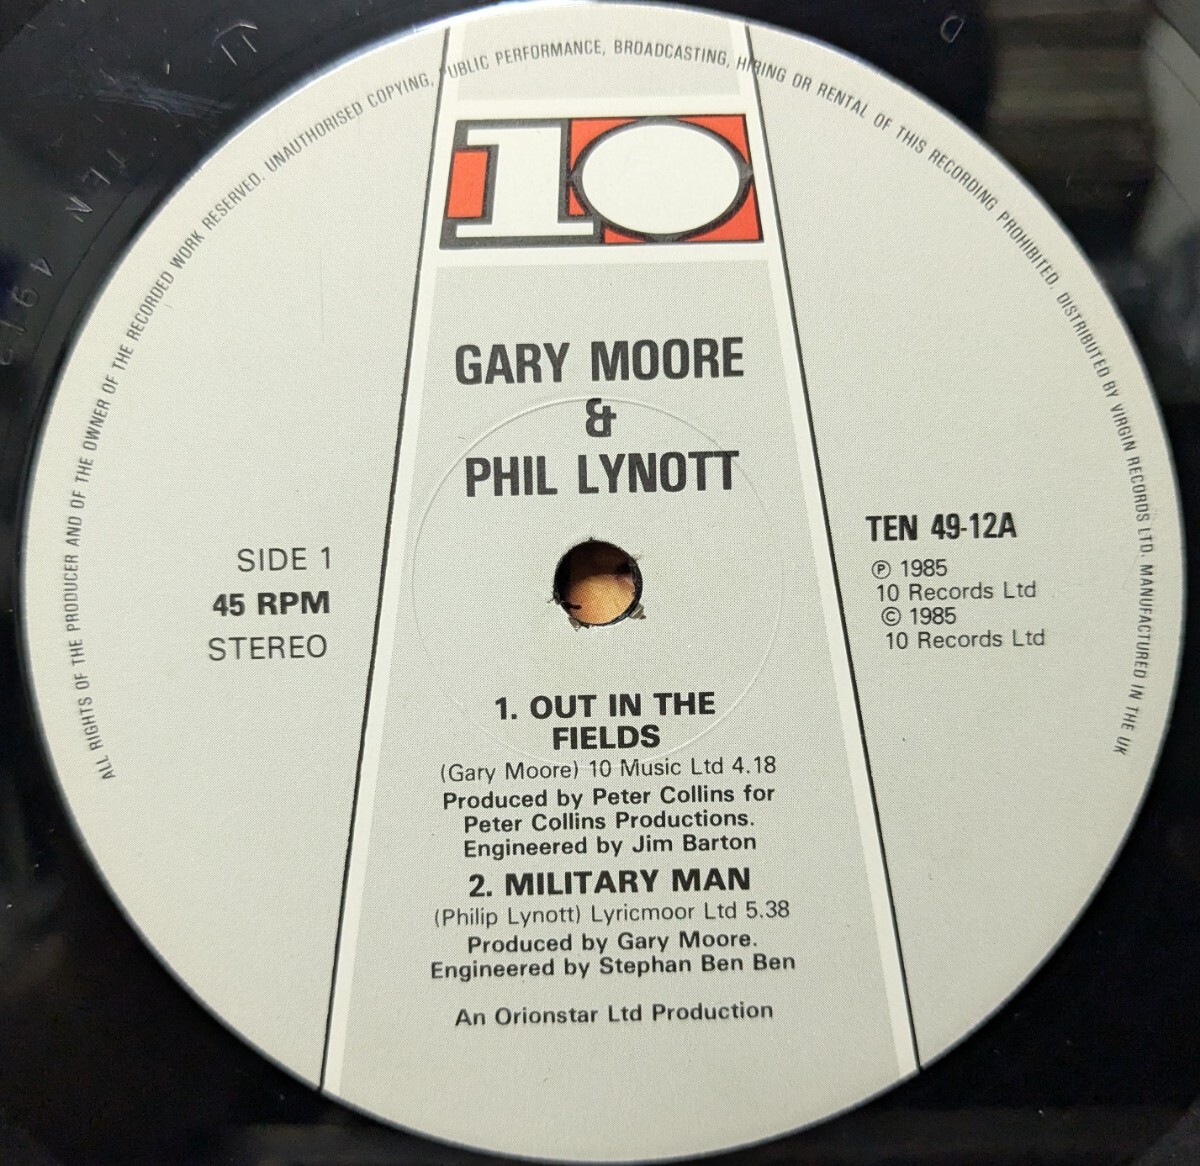 ALL RIGHTS OF THE PRODUCER AND OF THE OWNER OF THE RECORDED WORK RESERVED. UNAUTHORISED COPYING, PUBLIC PERFORMANCE, BROADCASTING, HIRING OR RENTAL OF THIS RECORDING PROHIBITED. DISTRIBUTED BY VIRGIN RECORDS LTD. MANUFACTURED IN THE UK
10
GARY MOORE
&
PHIL LYNOTT
SIDE 1
45 RPM
STEREO
TEN 49-12A
℗ 1985
10 Records Ltd
© 1985
10 Records Ltd
1. OUT IN THE
FIELDS
(Gary Moore) 10 Music Ltd 4.18
Produced by Peter Collins for
Peter Collins Productions.
Engineered by Jim Barton
2. MILITARY MAN
(Philip Lynott) Lyricmoor Ltd 5.38
Produced by Gary Moore.
Engineered by Stephan Ben Ben
An Orionstar Ltd Production